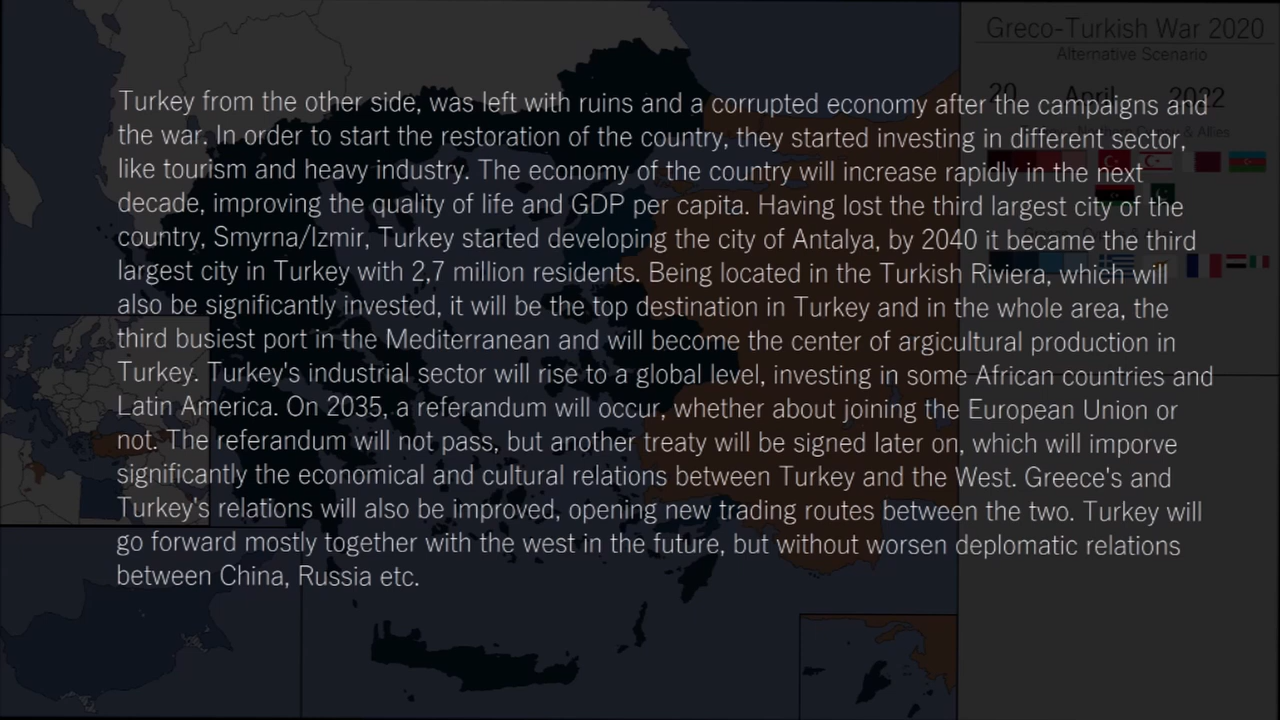 Greco-Turkish War 2020
Alternative Scenario
20 April 2022
& Allies
Turkey from the other side, was left with ruins and a corrupted economy after the campaigns and
the war. In order to start the restoration of the country, they started investing in different sector,
like tourism and heavy industry. The economy of the country will increase rapidly in the next
decade, improving the quality of life and GDP per capita. Having lost the third largest city of the
country, Smyrna/Izmir, Turkey started developing the city of Antalya, by 2040 it became the third
largest city in Turkey with 2,7 million residents. Being located in the Turkish Riviera, which will
also be significantly invested, it will be the top destination in Turkey and in the whole area, the
third busiest port in the Mediterranean and will become the center of argicultural production in
Turkey. Turkey's industrial sector will rise to a global level, investing in some African countries and
Latin America. On 2035, a referandum will occur, whether about joining the European Union or
not. The referandum will not pass, but another treaty will be signed later on, which will imporve
significantly the economical and cultural relations between Turkey and the West. Greece's and
Turkey's relations will also be improved, opening new trading routes between the two. Turkey will
go forward mostly together with the west in the future, but without worsen deplomatic relations
between China, Russia etc.